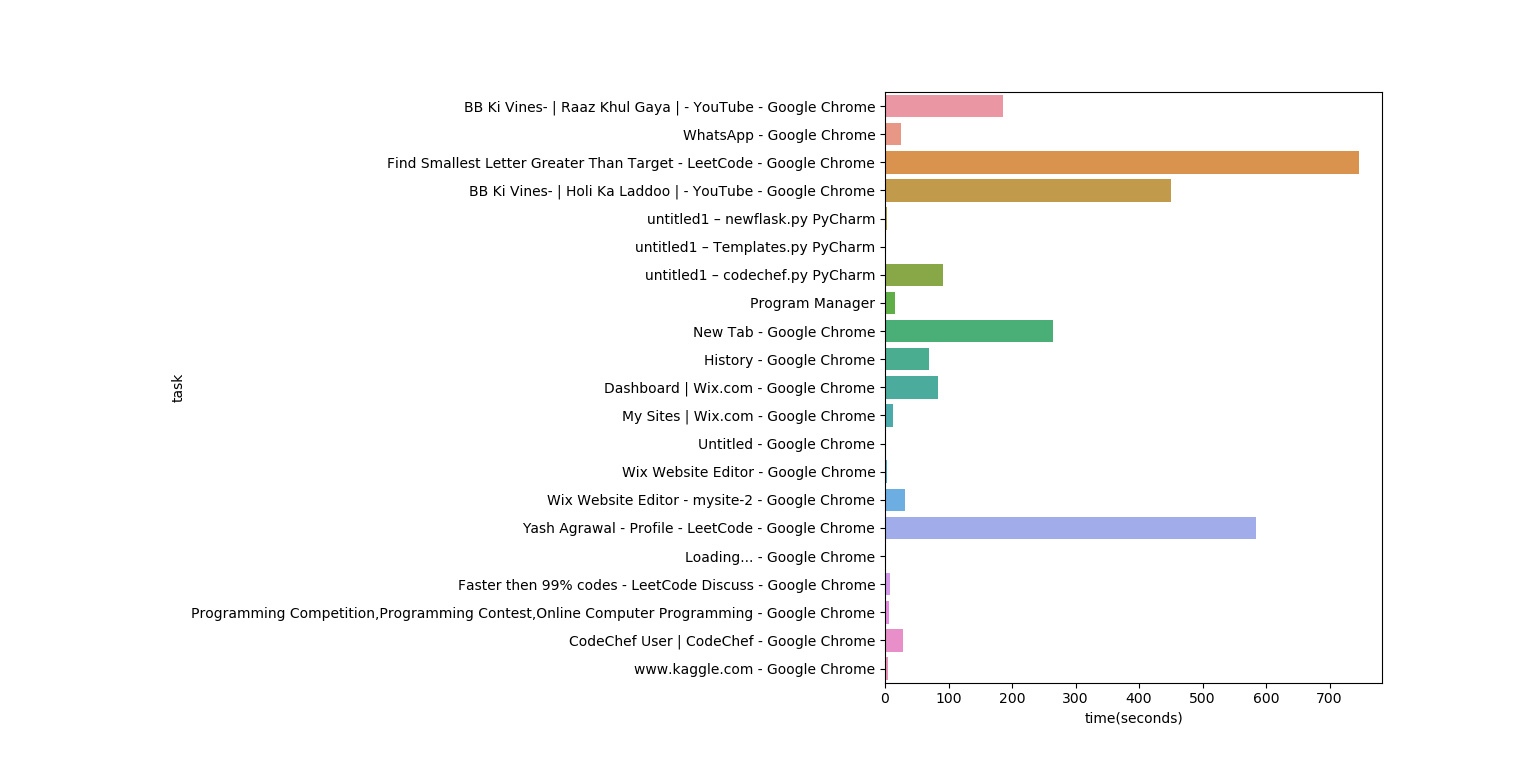 BB Ki Vines- | Raaz Khul Gaya | - YouTube - Google Chrome
WhatsApp - Google Chrome
Find Smallest Letter Greater Than Target - LeetCode - Google Chrome
BB Ki Vines- | Holi Ka Laddoo | - YouTube - Google Chrome
untitled1 – newflask.py PyCharm
untitled1 – Templates.py PyCharm
untitled1 – codechef.py PyCharm
Program Manager
New Tab - Google Chrome
History - Google Chrome
Dashboard | Wix.com - Google Chrome
My Sites | Wix.com - Google Chrome
Untitled - Google Chrome
Wix Website Editor - Google Chrome
Wix Website Editor - mysite-2 - Google Chrome
Yash Agrawal - Profile - LeetCode - Google Chrome
Loading... - Google Chrome
Faster then 99% codes - LeetCode Discuss - Google Chrome
Programming Competition,Programming Contest,Online Computer Programming - Google Chrome
CodeChef User | CodeChef - Google Chrome
www.kaggle.com - Google Chrome
task
0 100 200 300 400 500 600 700
time(seconds)